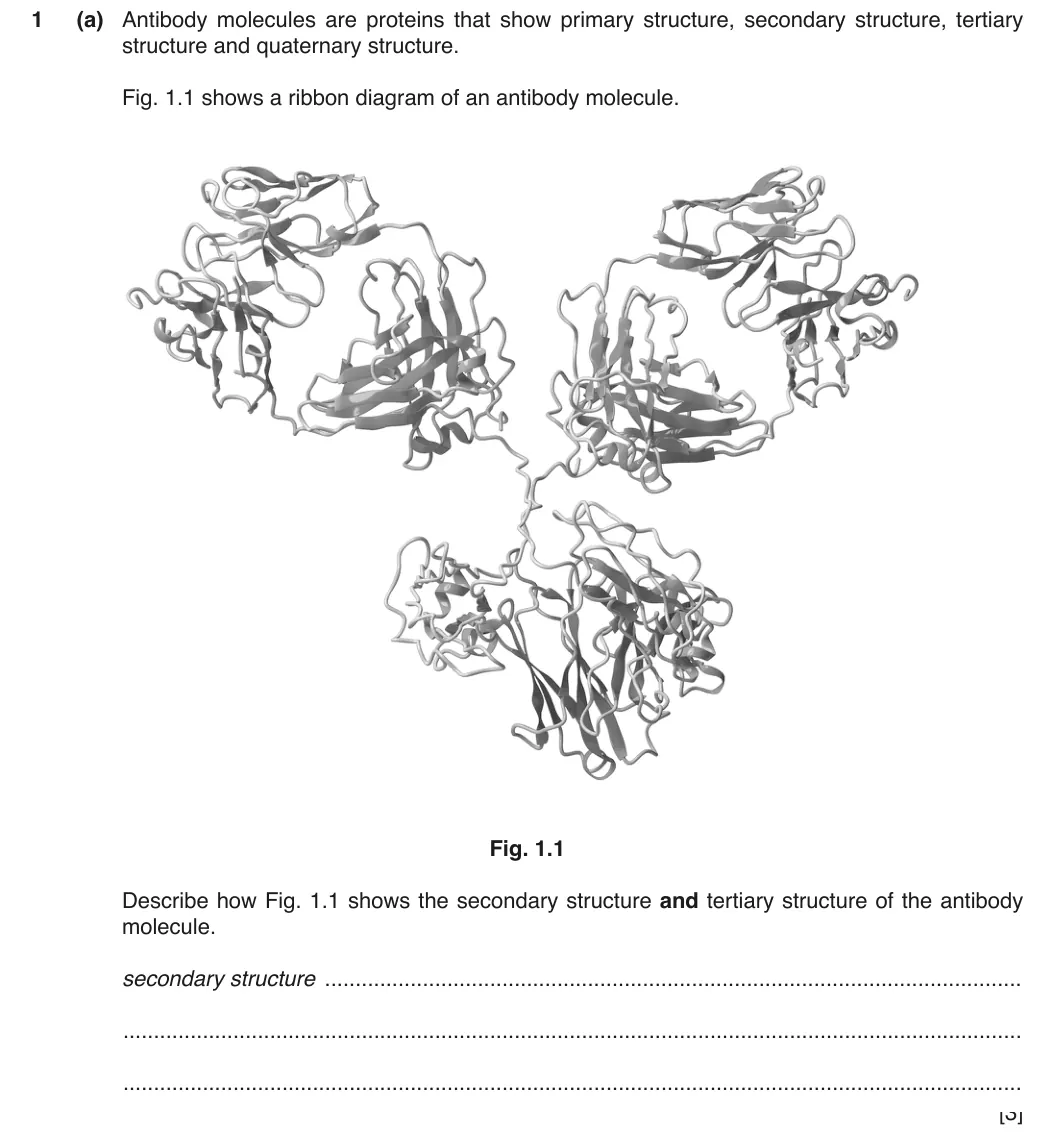 1 (a) Antibody molecules are proteins that show primary structure, secondary structure, tertiary
structure and quaternary structure.
Fig. 1.1 shows a ribbon diagram of an antibody molecule.
Fig. 1.1
Describe how Fig. 1.1 shows the secondary structure and tertiary structure of the antibody
molecule.
secondary structure ..........................................................................
..........................................................................
..........................................................................